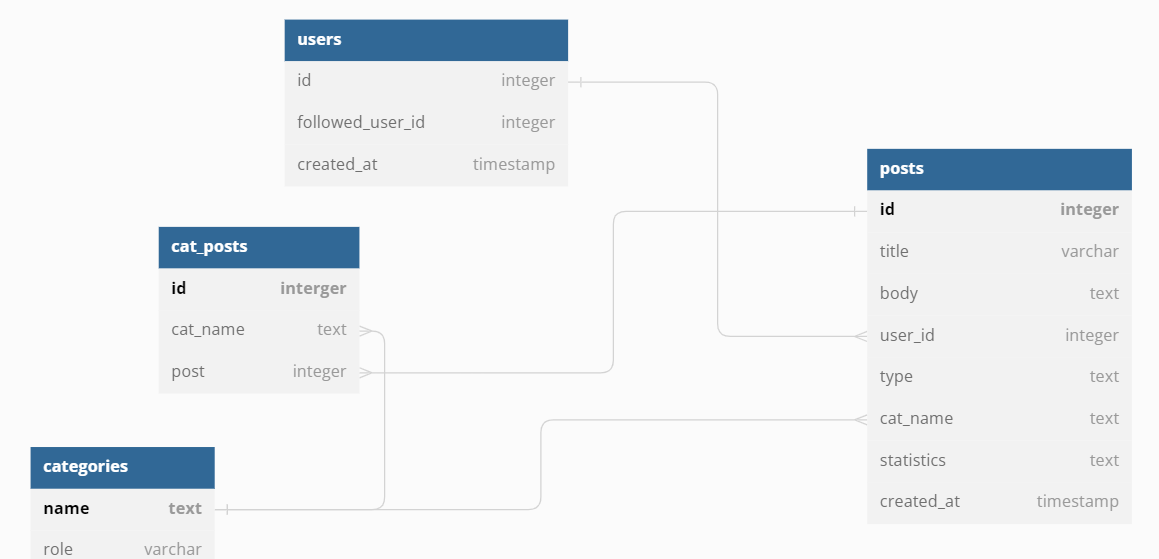 users
id integer
followed_user_id integer
created_at timestamp
posts
id integer
title varchar
body text
user_id integer
type text
cat_name text
statistics text
created_at timestamp
cat_posts
id interger
cat_name text
post integer
categories
name text
role varchar